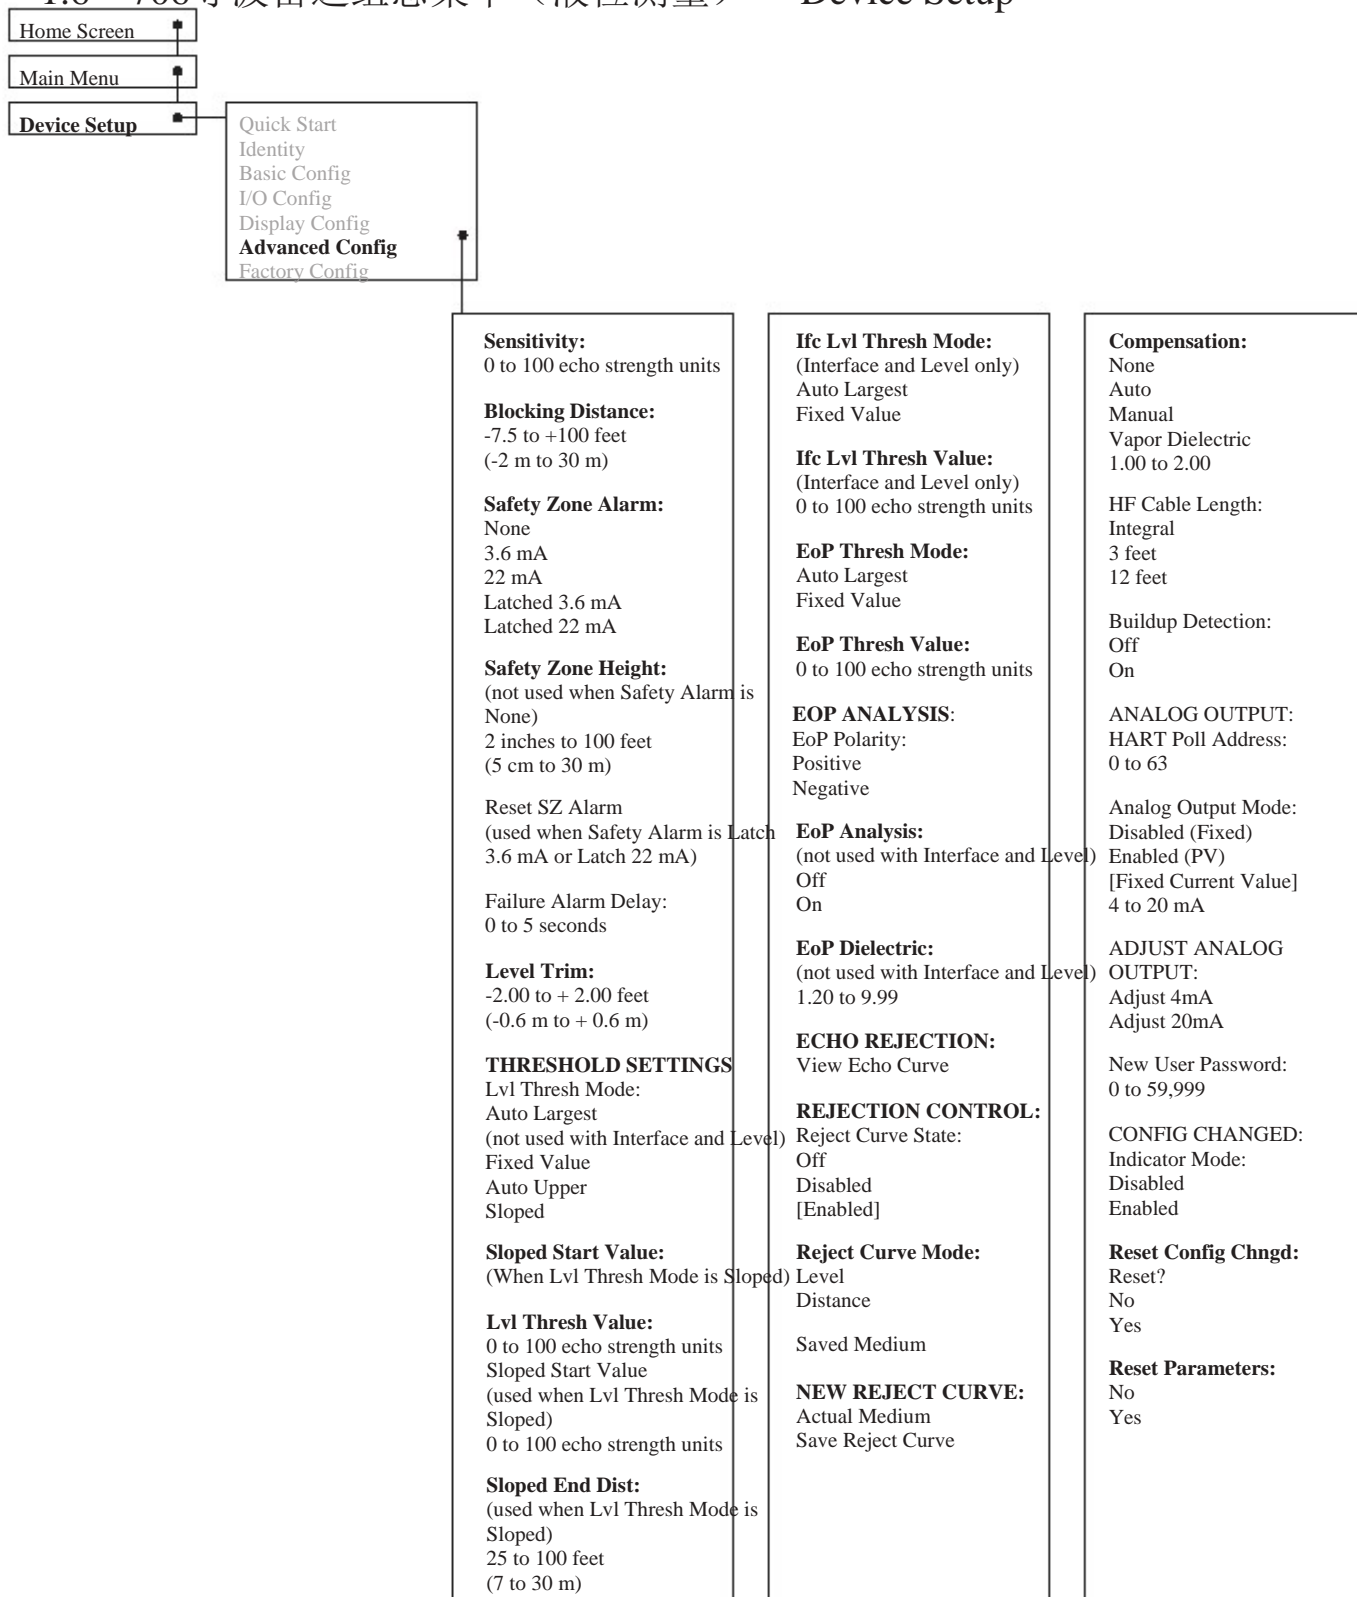 706导波雷达组态菜单（液位测量） Device Setup
Home Screen
Main Menu
Device Setup
Quick Start
Identity
Basic Config
I/O Config
Display Config
Advanced Config
Factory Config
Sensitivity:
0 to 100 echo strength units
Blocking Distance:
-7.5 to +100 feet
(-2 m to 30 m)
Safety Zone Alarm:
None
3.6 mA
22 mA
Latched 3.6 mA
Latched 22 mA
Safety Zone Height:
(not used when Safety Alarm is
None)
2 inches to 100 feet
(5 cm to 30 m)
Reset SZ Alarm
(used when Safety Alarm is Latch
3.6 mA or Latch 22 mA)
Failure Alarm Delay:
0 to 5 seconds
Level Trim:
-2.00 to + 2.00 feet
(-0.6 m to + 0.6 m)
THRESHOLD SETTINGS
Lvl Thresh Mode:
Auto Largest
(not used with Interface and Level)
Fixed Value
Auto Upper
Sloped
Sloped Start Value:
(When Lvl Thresh Mode is Sloped)
Lvl Thresh Value:
0 to 100 echo strength units
Sloped Start Value
(used when Lvl Thresh Mode is
Sloped)
0 to 100 echo strength units
Sloped End Dist:
(used when Lvl Thresh Mode is
Sloped)
25 to 100 feet
(7 to 30 m)
Ifc Lvl Thresh Mode:
(Interface and Level only)
Auto Largest
Fixed Value
Ifc Lvl Thresh Value:
(Interface and Level only)
0 to 100 echo strength units
EoP Thresh Mode:
Auto Largest
Fixed Value
EoP Thresh Value:
0 to 100 echo strength units
EOP ANALYSIS:
EoP Polarity:
Positive
Negative
EoP Analysis:
(not used with Interface and Level)
Off
On
EoP Dielectric:
(not used with Interface and Level)
1.20 to 9.99
ECHO REJECTION:
View Echo Curve
REJECTION CONTROL:
Reject Curve State:
Off
Disabled
[Enabled]
Reject Curve Mode:
Level
Distance
Saved Medium
NEW REJECT CURVE:
Actual Medium
Save Reject Curve
Compensation:
None
Auto
Manual
Vapor Dielectric
1.00 to 2.00
HF Cable Length:
Integral
3 feet
12 feet
Buildup Detection:
Off
On
ANALOG OUTPUT:
HART Poll Address:
0 to 63
Analog Output Mode:
Disabled (Fixed)
Enabled (PV)
[Fixed Current Value]
4 to 20 mA
ADJUST ANALOG
OUTPUT:
Adjust 4mA
Adjust 20mA
New User Password:
0 to 59,999
CONFIG CHANGED:
Indicator Mode:
Disabled
Enabled
Reset Config Chngd:
Reset?
No
Yes
Reset Parameters:
No
Yes